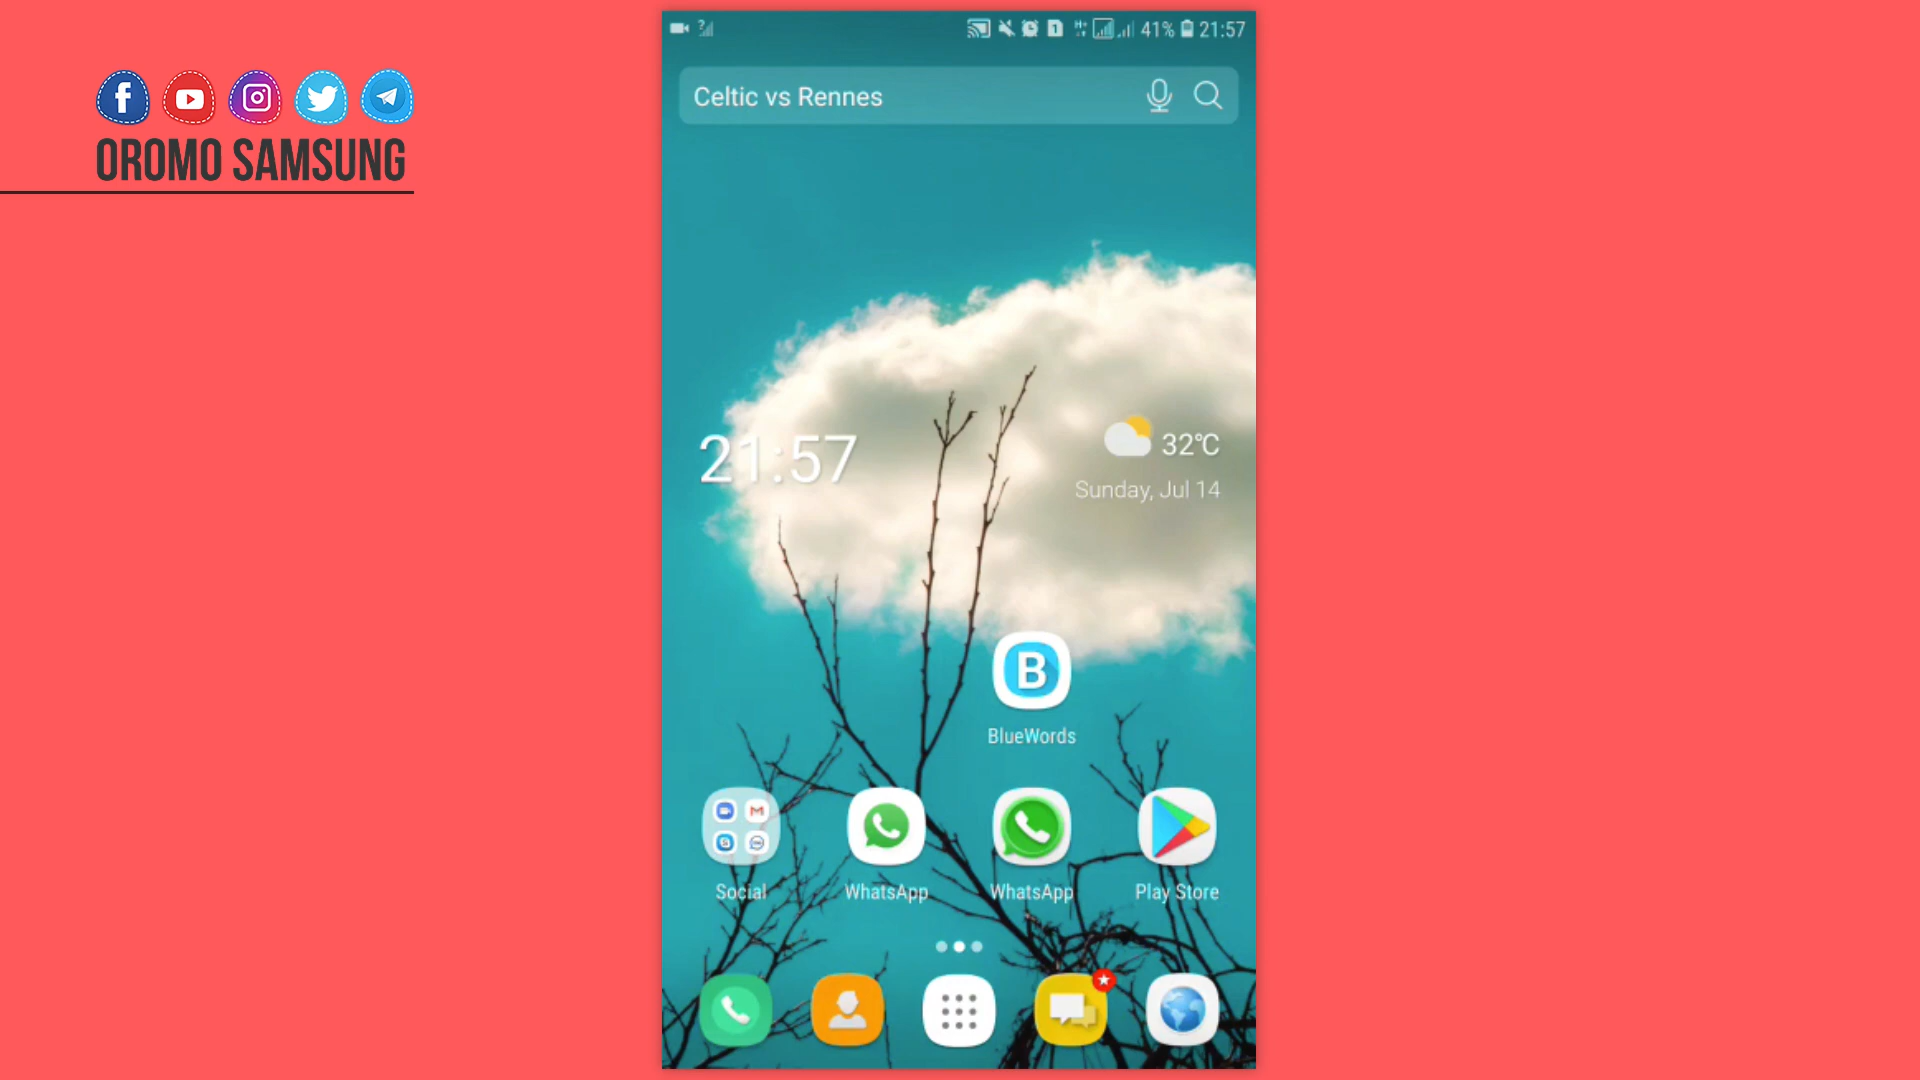 OROMO SAMSUNG
41% 21:57
Celtic vs Rennes
21:57
32°C
Sunday, Jul 14
B
BlueWords
Social
WhatsApp
WhatsApp
Play Store